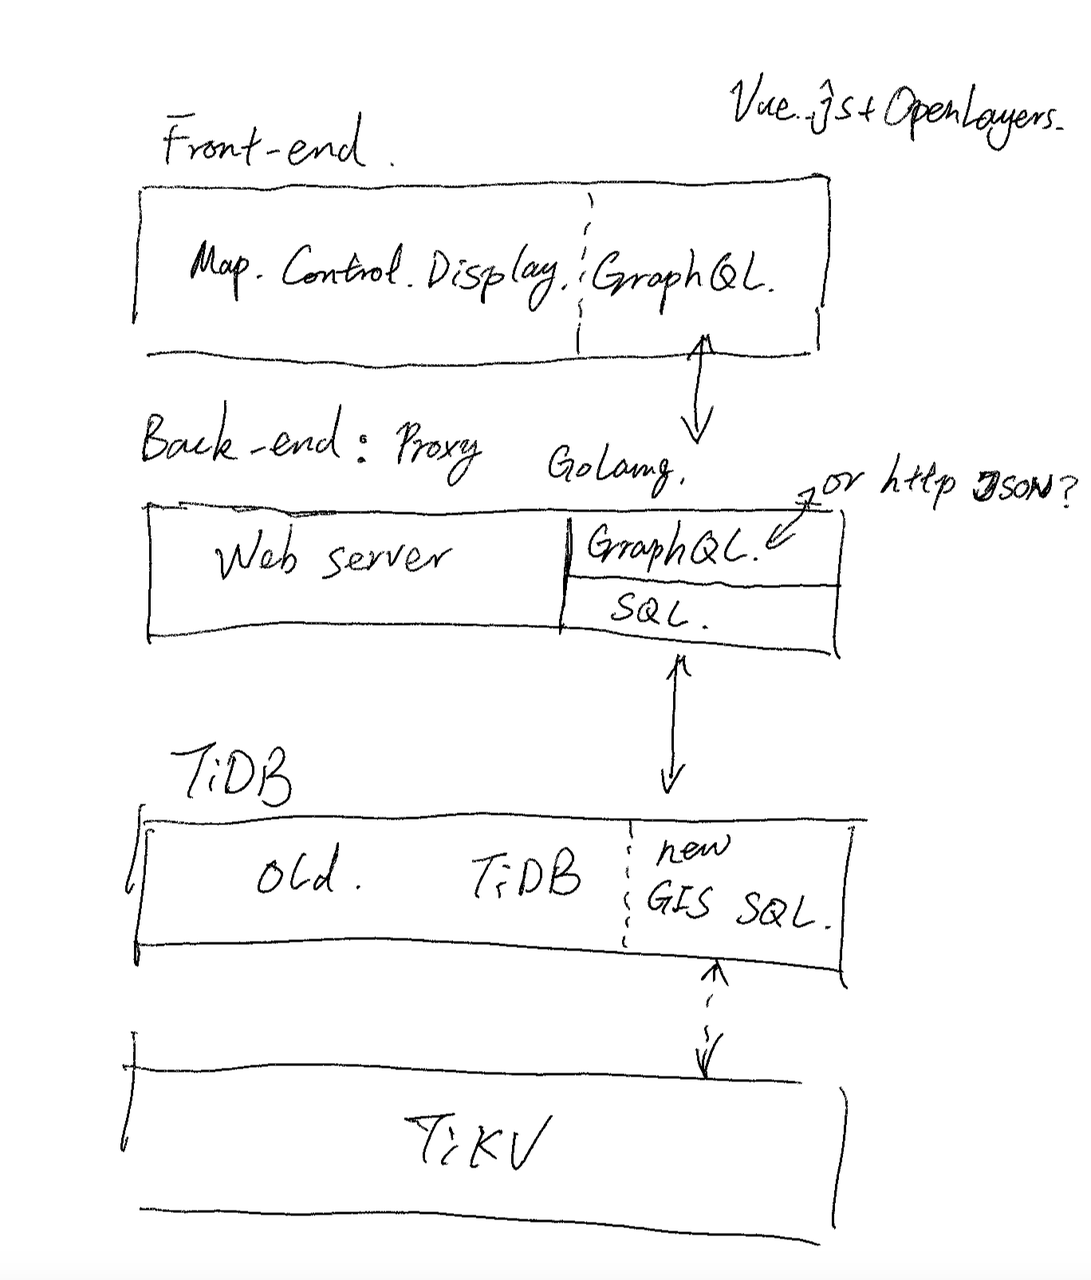 Vue.js + OpenLayers.
Front-end.
Map. Control. Display. GraphQL.
Back-end: Proxy Golang.
or http JSON?
Web server
GraphQL.
SQL.
TiDB
old. TiDB
new
GIS SQL.
TiKV